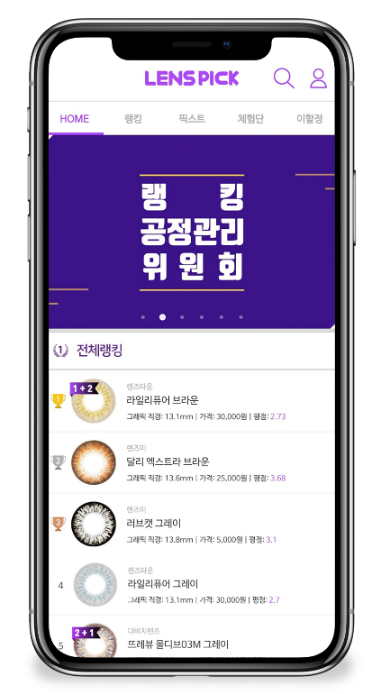 LENSPICK
HOME 랭킹 픽스트 체험단 이할정
랭 킹
공정관리
위 원 회
1 전체랭킹
1
1+2
렌즈타운
라일리퓨어 브라운
그래픽 직경: 13.1mm | 가격: 30,000원 | 평점: 2.73
2
렌즈미
달리 엑스트라 브라운
그래픽 직경: 13.6mm | 가격: 25,000원 | 평점: 3.68
3
렌즈미
러브캣 그레이
그래픽 직경: 13.8mm | 가격: 5,000원 | 평점: 3.1
4
렌즈타운
라일리퓨어 그레이
그래픽 직경: 13.1mm | 가격: 30,000원 | 평점: 2.7
5
2+1
다비치렌즈
뜨레뷰 몰디브03M 그레이